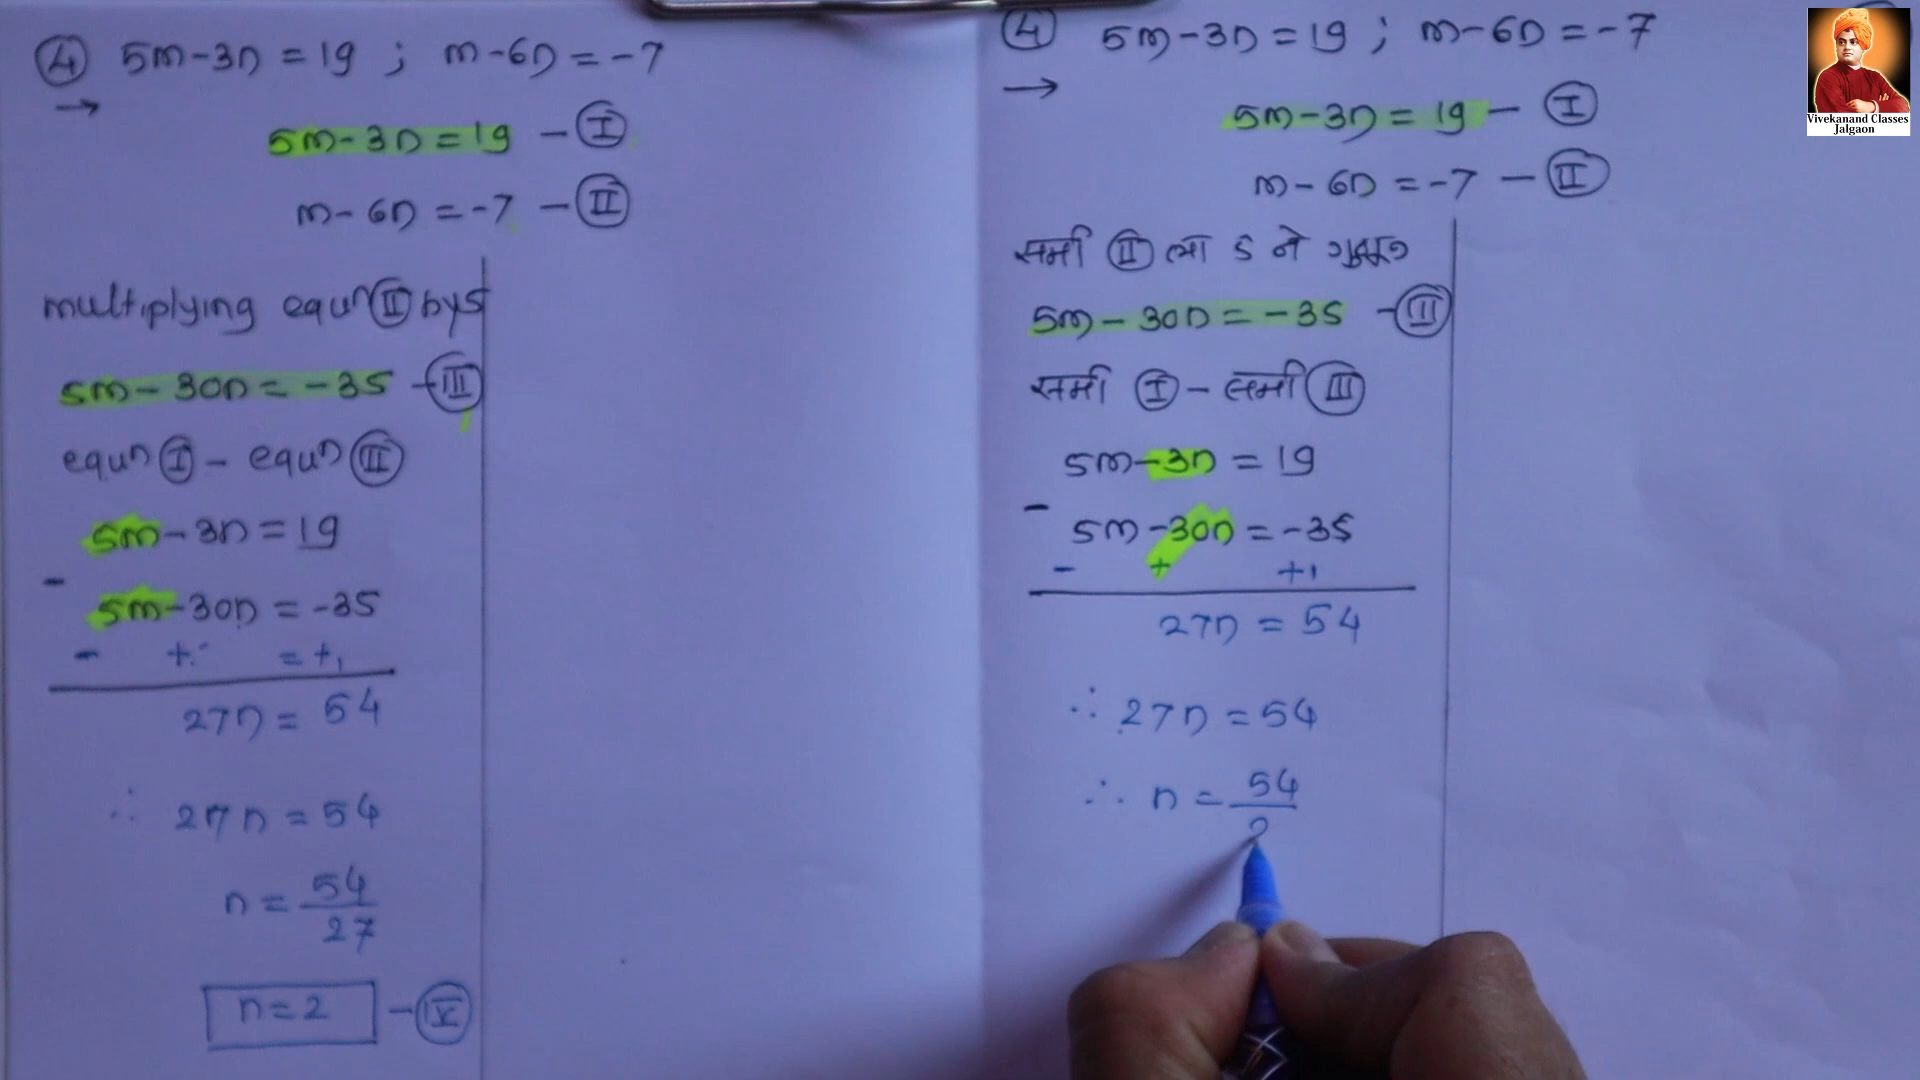 ④ 5m-3n=19 ; m-6n=-7
→
5m-3n=19 - Ⓘ
m-6n=-7 - Ⅱ
multiplying equn Ⅱ by 5
5m-30n=-35 - Ⅲ
equn Ⓘ - equn Ⅲ
5m-3n=19
-
5m-30n=-35
- + = +
27n=54
∴ 27n=54
n=54/27
n=2 - Ⅳ
④ 5m-3n=19 ; m-6n=-7
→
5m-3n=19 - Ⓘ
m-6n=-7 - Ⅱ
समी Ⅱ ला 5 ने
5m-30n=-35 - Ⅲ
समी Ⓘ - समी Ⅲ
5m-3n=19
-
5m-30n=-35
- + +
27n=54
∴ 27n=54
∴ n=54/2
Vivekanand Classes
Jalgaon